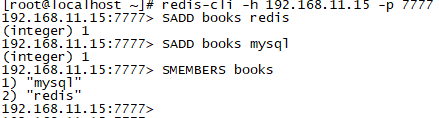 [root@localhost ~]# redis-cli -h 192.168.11.15 -p 7777
192.168.11.15:7777> SADD books redis
(integer) 1
192.168.11.15:7777> SADD books mysql
(integer) 1
192.168.11.15:7777> SMEMBERS books
1) "mysql"
2) "redis"
192.168.11.15:7777>